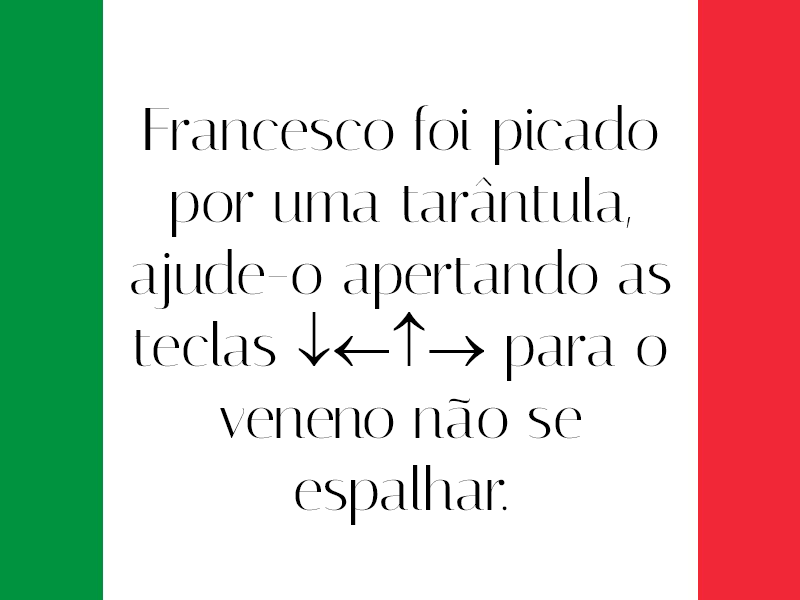 Francesco foi picado
por uma tarântula,
ajude-o apertando as
teclas ↓←↑→ para o
veneno não se
espalhar.